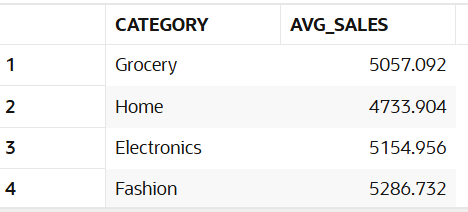 CATEGORY AVG_SALES
1 Grocery 5057.092
2 Home 4733.904
3 Electronics 5154.956
4 Fashion 5286.732